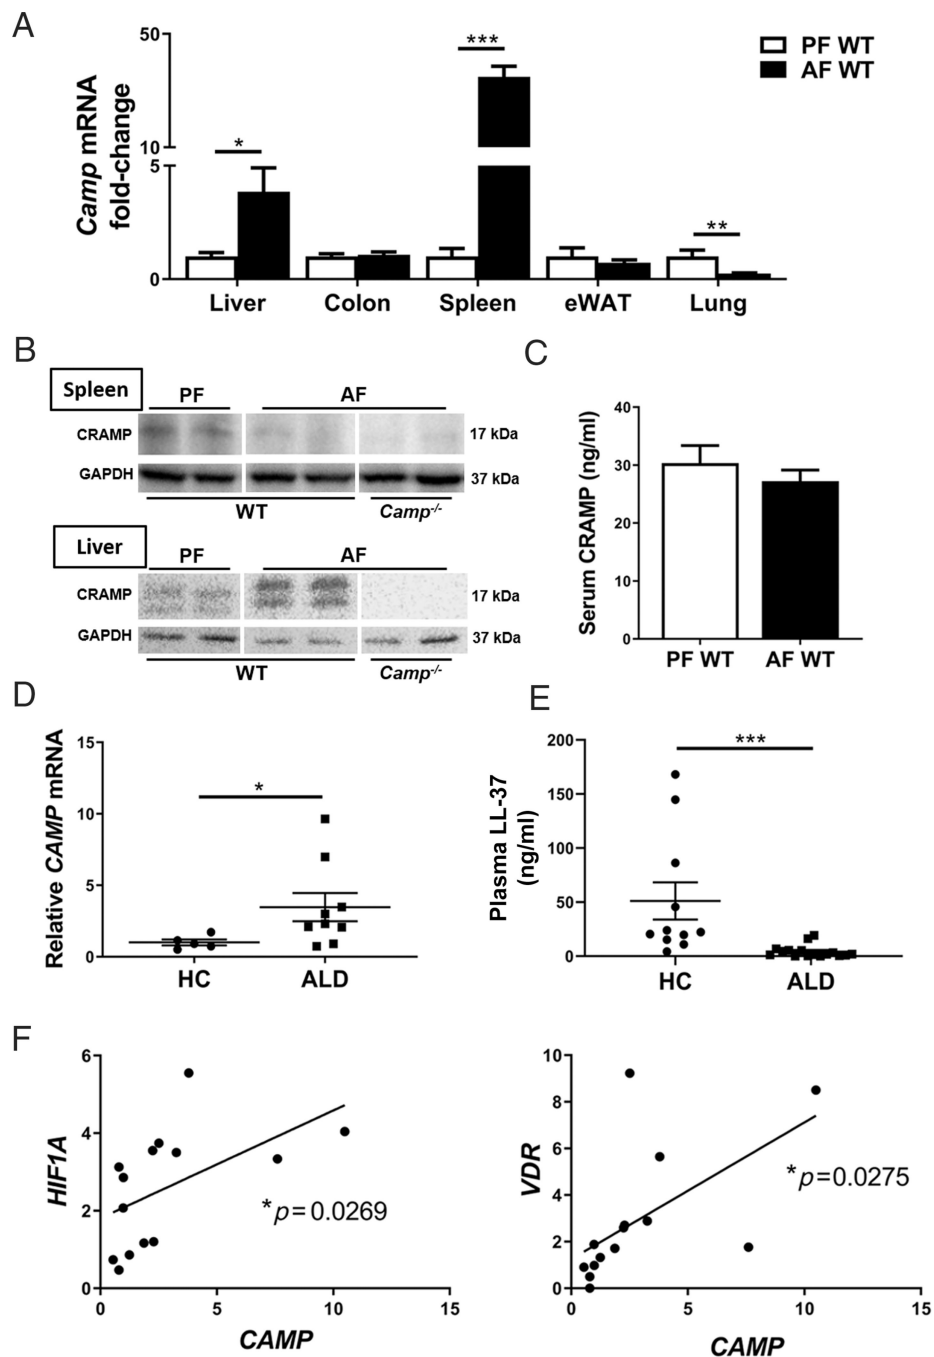 A
50
10
5
0
Camp mRNA
fold-change
*
***
**
PF WT
AF WT
Liver
Colon
Spleen
eWAT
Lung
B
Spleen
PF
AF
CRAMP
17 kDa
GAPDH
37 kDa
WT
Camp-/-
Liver
PF
AF
CRAMP
17 kDa
GAPDH
37 kDa
WT
Camp-/-
C
Serum CRAMP (ng/ml)
40
30
20
10
0
PF WT
AF WT
D
Relative CAMP mRNA
15
10
5
0
*
HC
ALD
E
Plasma LL-37
(ng/ml)
200
150
100
50
0
***
HC
ALD
F
HIF1A
6
4
2
0
*p=0.0269
0
5
10
15
CAMP
VDR
10
8
6
4
2
0
*p=0.0275
0
5
10
15
CAMP